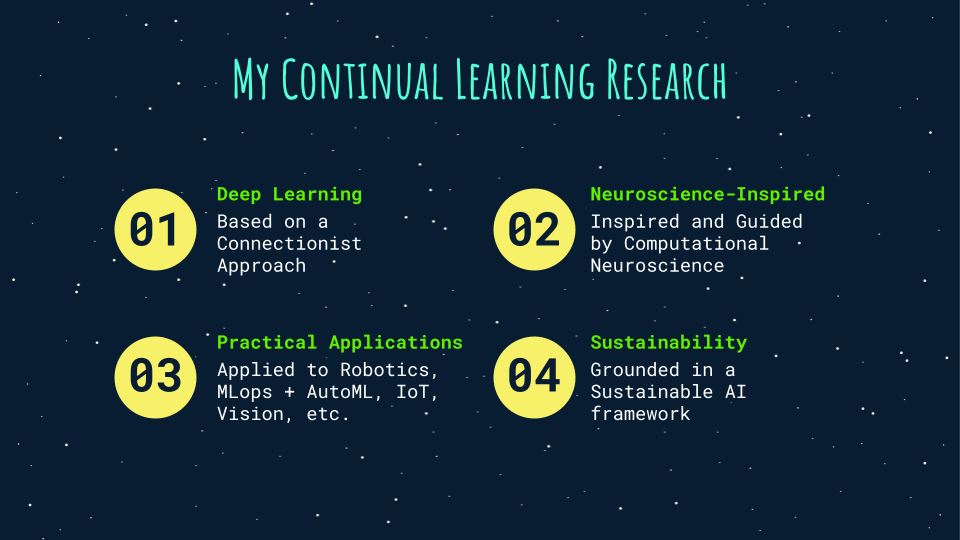 My Continual Learning Research
01
Deep Learning
Based on a
Connectionist
Approach
02
Neuroscience-Inspired
Inspired and Guided
by Computational
Neuroscience
03
Practical Applications
Applied to Robotics,
MLops + AutoML, IoT,
Vision, etc.
04
Sustainability
Grounded in a
Sustainable AI
framework